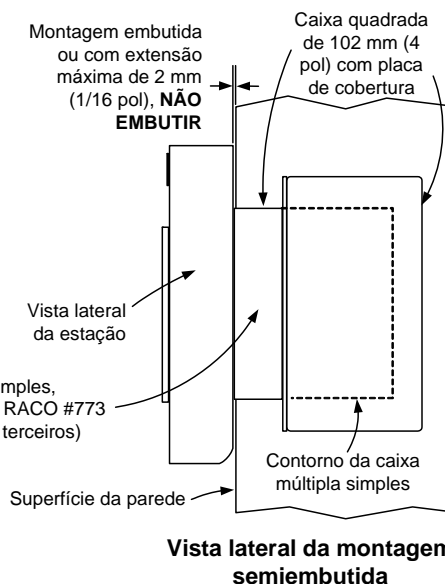 Montagem embutida
ou com extensão
máxima de 2 mm
(1/16 pol), NÃO
EMBUTIR
Caixa quadrada
de 102 mm (4
pol) com placa
de cobertura
Vista lateral
da estação
RACO #773
terceiros)
Contorno da caixa
múltipla simples
Superfície da parede
Vista lateral da montagem
semiembutida